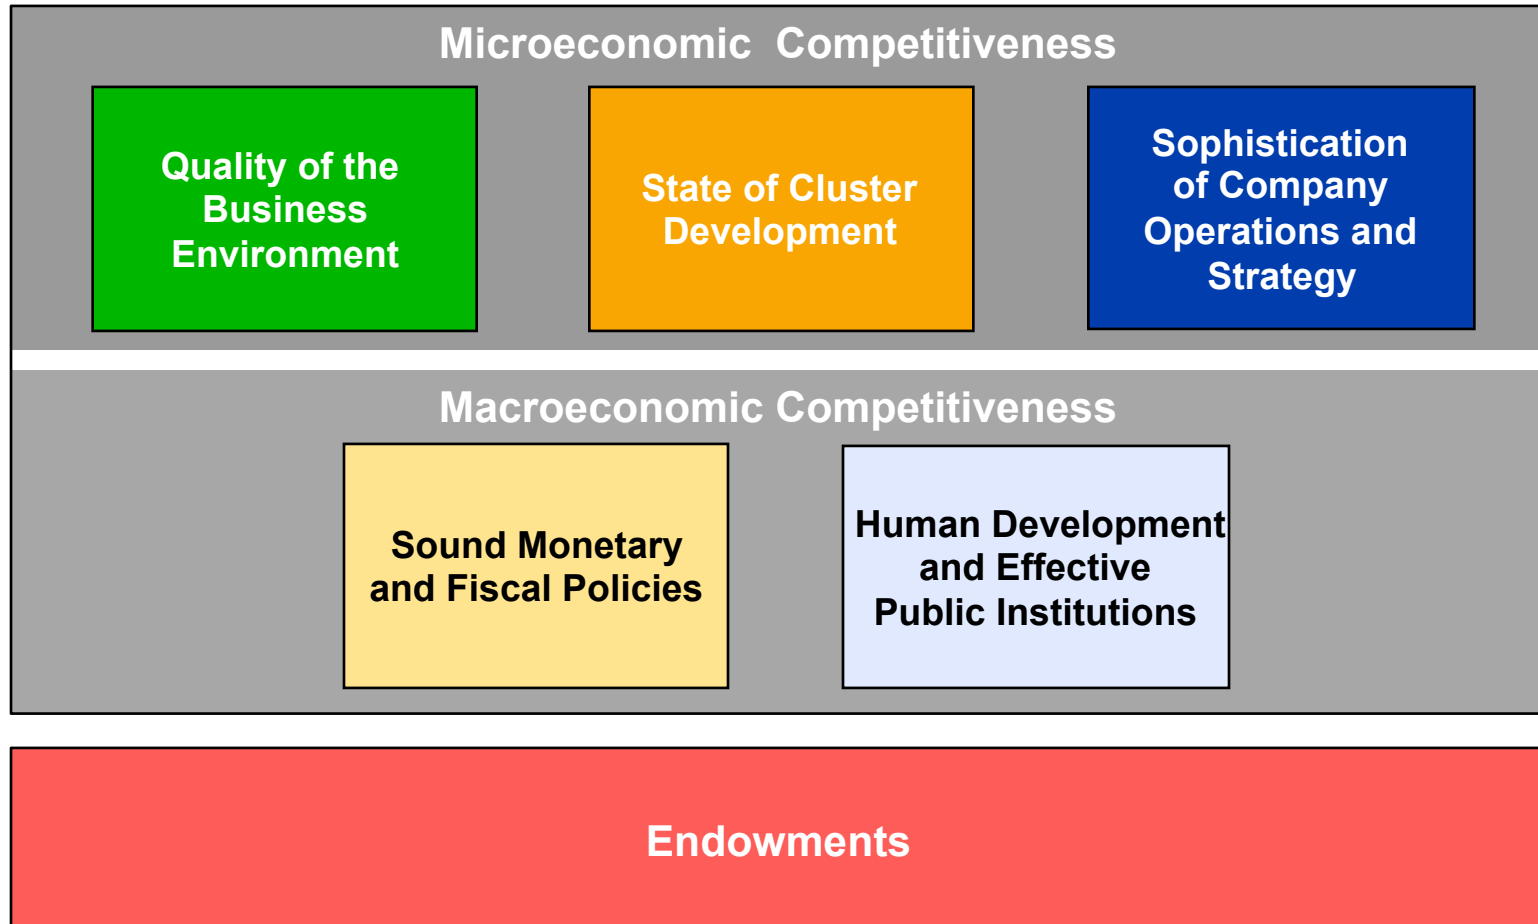 Microeconomic  Competitiveness
Quality of the
Business
Environment
State of Cluster
Development
Sophistication
of Company
Operations and
Strategy
Macroeconomic Competitiveness
Sound Monetary
and Fiscal Policies
Human Development
and Effective
Public Institutions
Endowments